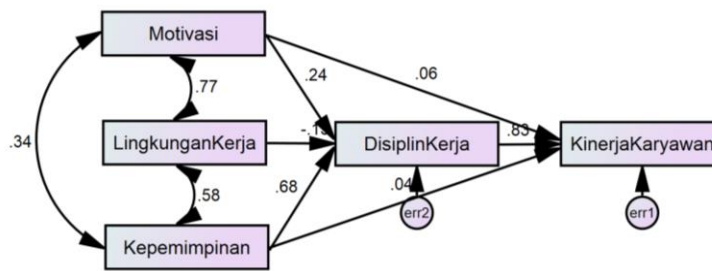 Motivasi
.24
.06
.77
.34
LingkunganKerja
DisiplinKerja
.83
KinerjaKaryawan
.58
.68
.04
Kepemimpinan
err2
err1